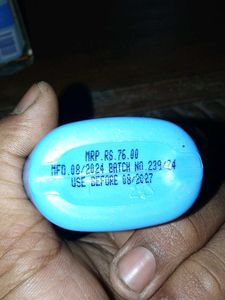 MRP.RS.76.00
MFD.08/2024 BATCH NO 239/24
USE BEFORE 08/2027